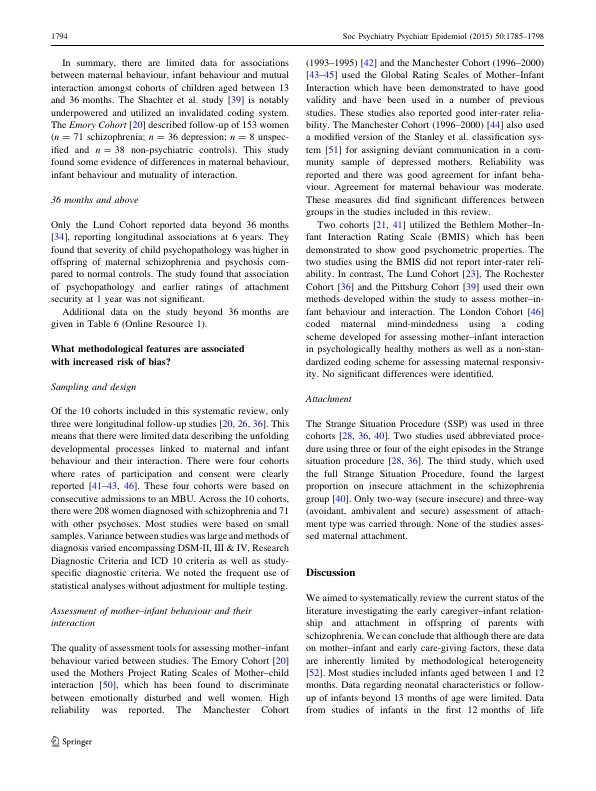 1794
Soc Psychiatry Psychiatr Epidemiol (2015) 50:1785–1798
In summary, there are limited data for associations
between maternal behaviour, infant behaviour and mutual
interaction amongst cohorts of children aged between 13
and 36 months. The Shachter et al. study [39] is notably
underpowered and utilized an invalidated coding system.
The Emory Cohort [20] described follow-up of 153 women
(n = 71 schizophrenia; n = 36 depression; n = 8 unspec-
ified and n = 38 non-psychiatric controls). This study
found some evidence of differences in maternal behaviour,
infant behaviour and mutuality of interaction.
36 months and above
Only the Lund Cohort reported data beyond 36 months
[34], reporting longitudinal associations at 6 years. They
found that severity of child psychopathology was higher in
offspring of maternal schizophrenia and psychosis com-
pared to normal controls. The study found that association
of psychopathology and earlier ratings of attachment
security at 1 year was not significant.
Additional data on the study beyond 36 months are
given in Table 6 (Online Resource 1).
What methodological features are associated
with increased risk of bias?
Sampling and design
Of the 10 cohorts included in this systematic review, only
three were longitudinal follow-up studies [20, 26, 36]. This
means that there were limited data describing the unfolding
developmental processes linked to maternal and infant
behaviour and their interaction. There were four cohorts
where rates of participation and consent were clearly
reported [41–43, 46]. These four cohorts were based on
consecutive admissions to an MBU. Across the 10 cohorts,
there were 208 women diagnosed with schizophrenia and 71
with other psychoses. Most studies were based on small
samples. Variance between studies was large and methods of
diagnosis varied encompassing DSM-II, III & IV, Research
Diagnostic Criteria and ICD 10 criteria as well as study-
specific diagnostic criteria. We noted the frequent use of
statistical analyses without adjustment for multiple testing.
Assessment of mother–infant behaviour and their
interaction
The quality of assessment tools for assessing mother–infant
behaviour varied between studies. The Emory Cohort [20]
used the Mothers Project Rating Scales of Mother–child
interaction [50], which has been found to discriminate
between emotionally disturbed and well women. High
reliability was reported. The Manchester Cohort
(1993–1995) [42] and the Manchester Cohort (1996–2000)
[43–45] used the Global Rating Scales of Mother–Infant
Interaction which have been demonstrated to have good
validity and have been used in a number of previous
studies. These studies also reported good inter-rater relia-
bility. The Manchester Cohort (1996–2000) [44] also used
a modified version of the Stanley et al. classification sys-
tem [51] for assigning deviant communication in a com-
munity sample of depressed mothers. Reliability was
reported and there was good agreement for infant beha-
viour. Agreement for maternal behaviour was moderate.
These measures did find significant differences between
groups in the studies included in this review.
Two cohorts [21, 41] utilized the Bethlem Mother–In-
fant Interaction Rating Scale (BMIS) which has been
demonstrated to show good psychometric properties. The
two studies using the BMIS did not report inter-rater reli-
ability. In contrast, The Lund Cohort [23], The Rochester
Cohort [36] and the Pittsburg Cohort [39] used their own
methods developed within the study to assess mother–in-
fant behaviour and interaction. The London Cohort [46]
coded maternal mind-mindedness using a coding
scheme developed for assessing mother–infant interaction
in psychologically healthy mothers as well as a non-stan-
dardized coding scheme for assessing maternal responsiv-
ity. No significant differences were identified.
Attachment
The Strange Situation Procedure (SSP) was used in three
cohorts [28, 36, 40]. Two studies used abbreviated proce-
dure using three or four of the eight episodes in the Strange
situation procedure [28, 36]. The third study, which used
the full Strange Situation Procedure, found the largest
proportion on insecure attachment in the schizophrenia
group [40]. Only two-way (secure insecure) and three-way
(avoidant, ambivalent and secure) assessment of attach-
ment type was carried through. None of the studies asses-
sed maternal attachment.
Discussion
We aimed to systematically review the current status of the
literature investigating the early caregiver–infant relation-
ship and attachment in offspring of parents with
schizophrenia. We can conclude that although there are data
on mother–infant and early care-giving factors, these data
are inherently limited by methodological heterogeneity
[52]. Most studies included infants aged between 1 and 12
months. Data regarding neonatal characteristics or follow-
up of infants beyond 13 months of age were limited. Data
from studies of infants in the first 12 months of life
Springer